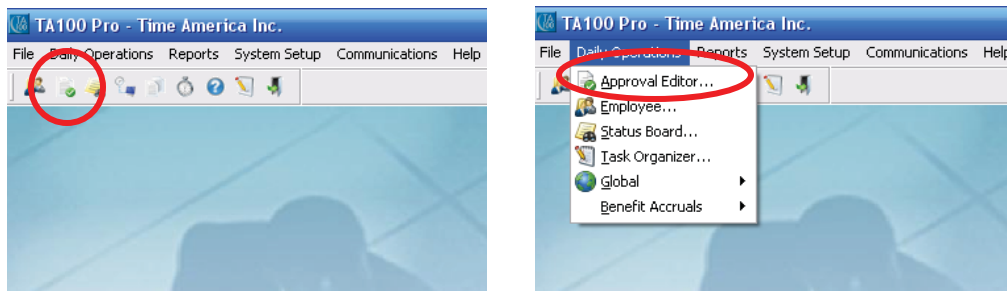 TA100 Pro - Time America Inc.
File Daily Operations Reports System Setup Communications Help
TA100 Pro - Time America Inc.
File Daily Operations Reports System Setup Communications Help
Approval Editor...
Employee...
Status Board...
Task Organizer...
Global
Benefit Accruals